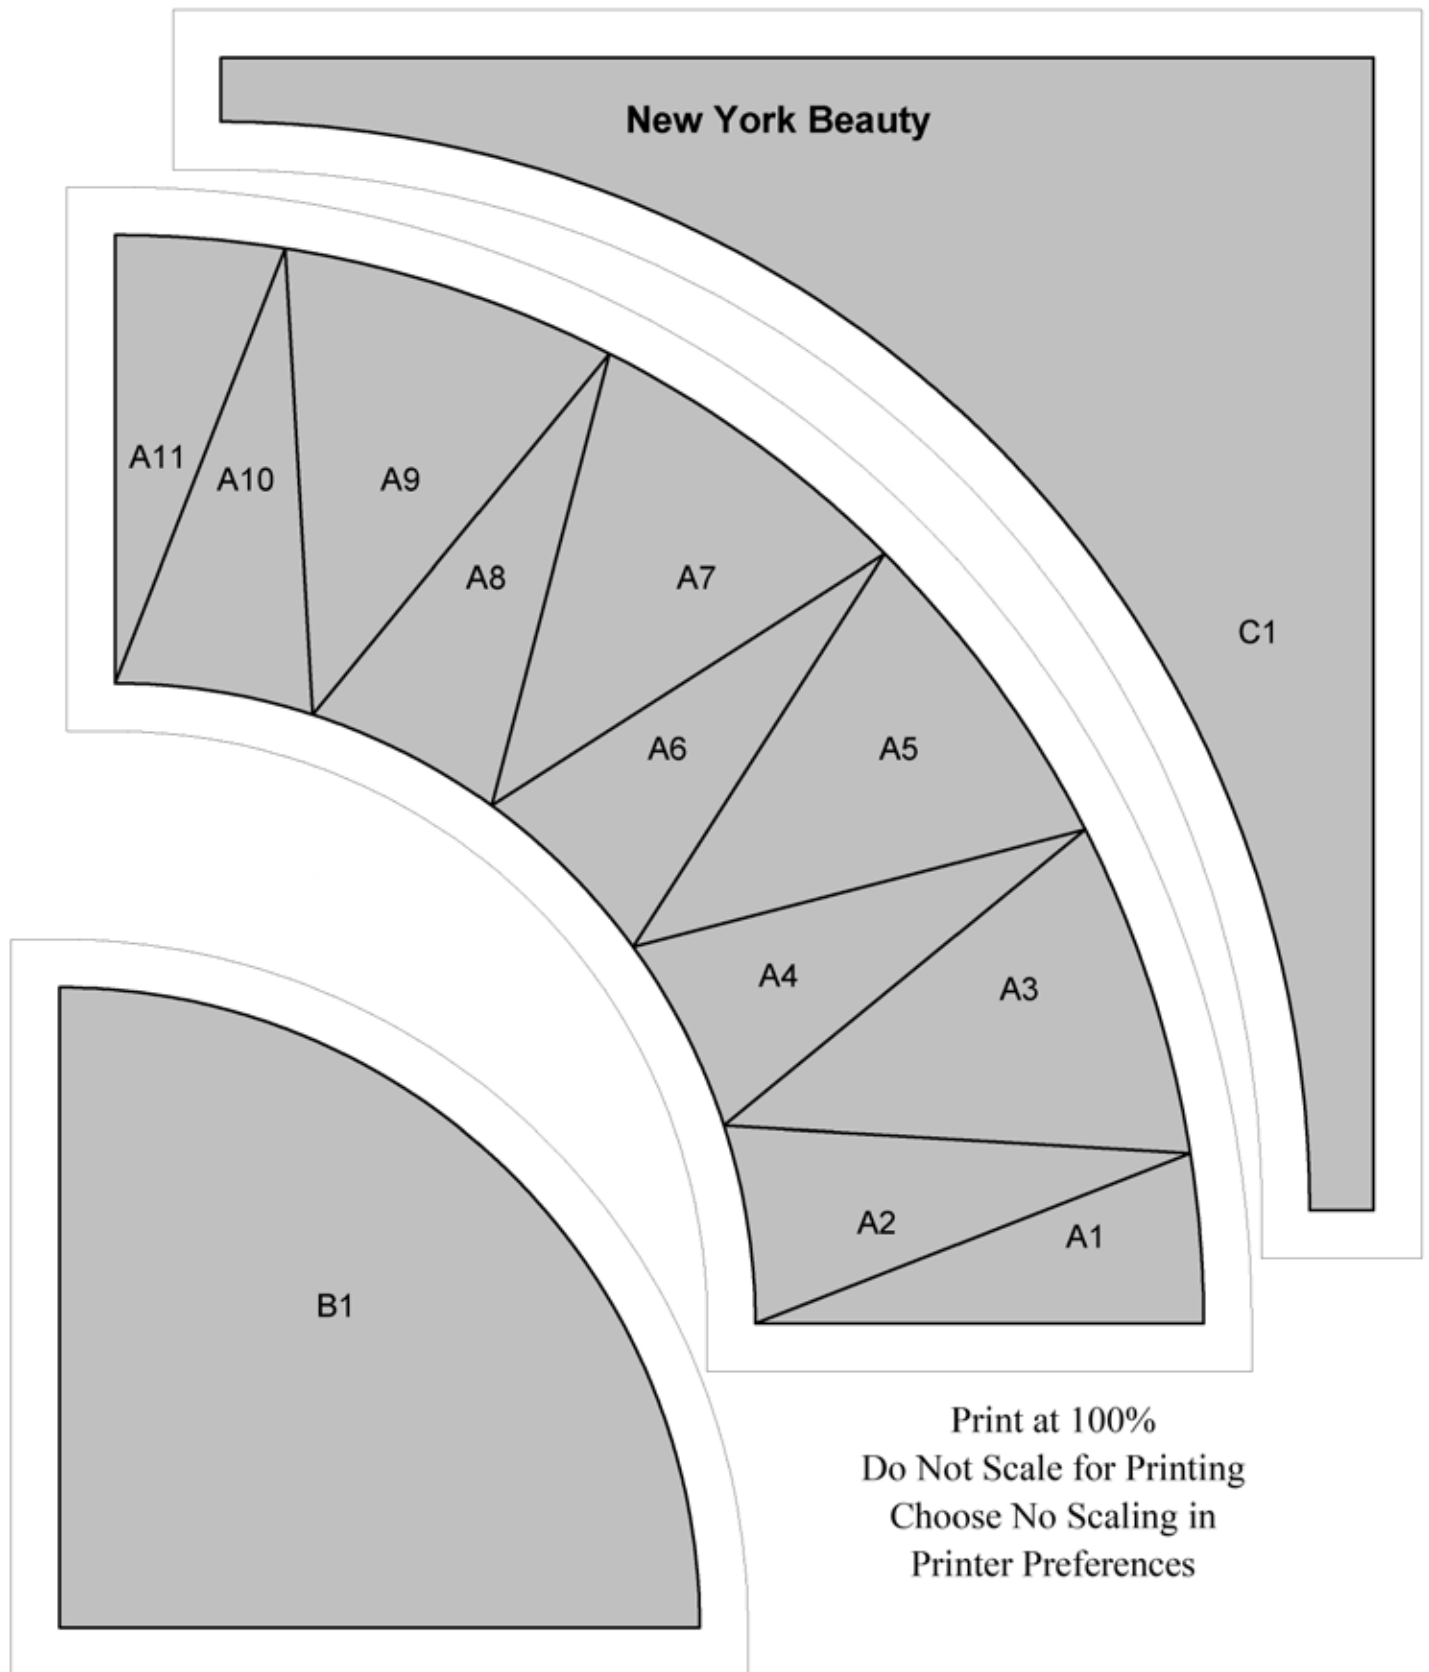 New York Beauty
A11
A10
A9
A8
A7
C1
A6
A5
A4
A3
A2
A1
B1
Print at 100%
Do Not Scale for Printing
Choose No Scaling in
Printer Preferences